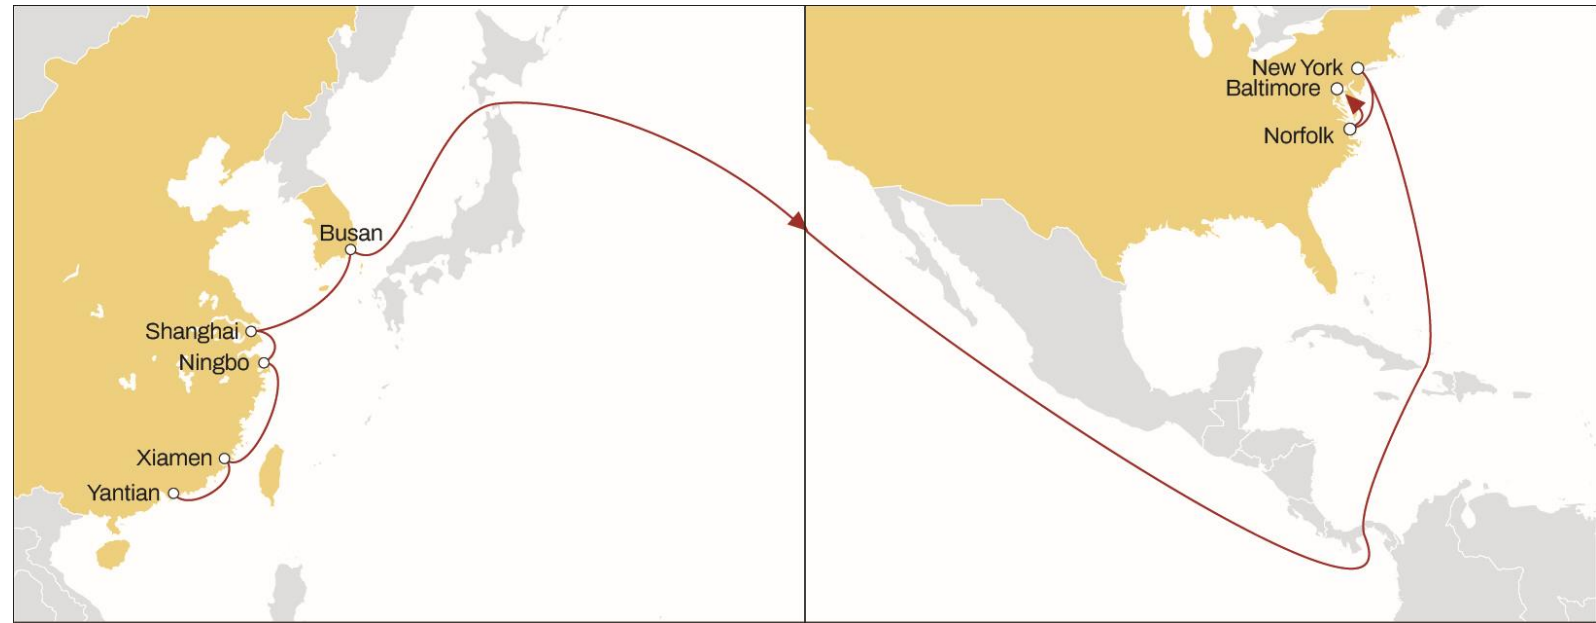 Busan
Shanghai
Ningbo
Xiamen
Yantian
New York
Baltimore
Norfolk